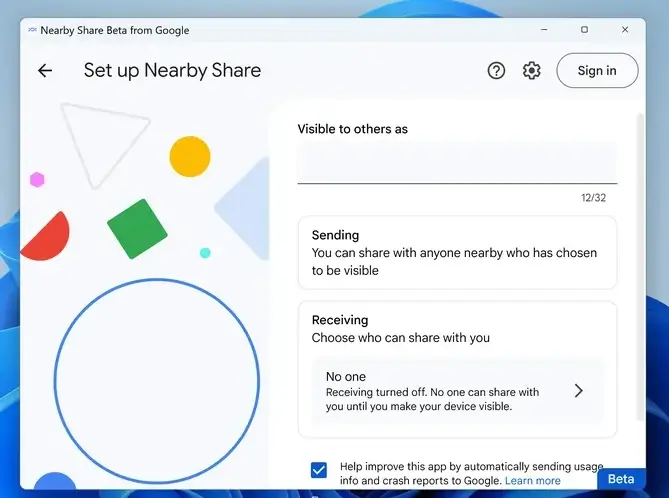 Nearby Share Beta from Google
Set up Nearby Share
Sign in
Visible to others as
12/32
Sending
You can share with anyone nearby who has chosen
to be visible
Receiving
Choose who can share with you
No one
Receiving turned off. No one can share with
you until you make your device visible.
Help improve this app by automatically sending usage
info and crash reports to Google. Learn more
Beta